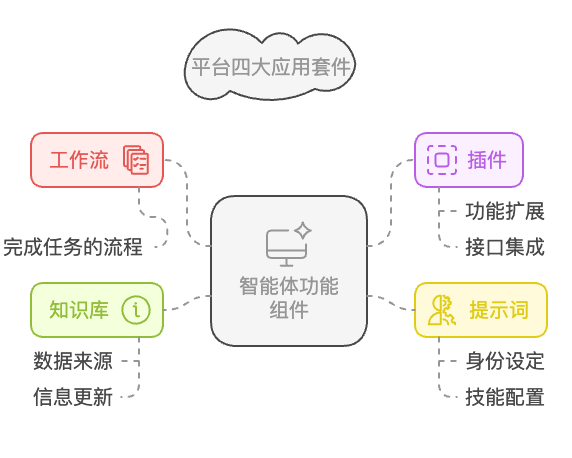 平台四大应用套件
工作流
完成任务的流程
知识库
数据来源
信息更新
智能体功能
组件
插件
功能扩展
接口集成
提示词
身份设定
技能配置